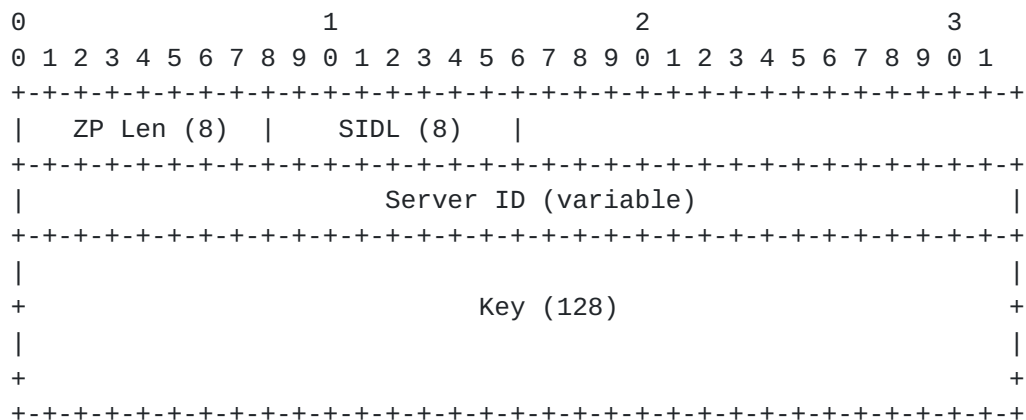 0                   1                   2                   3
0 1 2 3 4 5 6 7 8 9 0 1 2 3 4 5 6 7 8 9 0 1 2 3 4 5 6 7 8 9 0 1
+-+-+-+-+-+-+-+-+-+-+-+-+-+-+-+-+-+-+-+-+-+-+-+-+-+-+-+-+-+-+-+-+
|   ZP Len (8)  |    SIDL (8)   |
+-+-+-+-+-+-+-+-+-+-+-+-+-+-+-+-+-+-+-+-+-+-+-+-+-+-+-+-+-+-+-+-+
|                       Server ID (variable)                    |
+-+-+-+-+-+-+-+-+-+-+-+-+-+-+-+-+-+-+-+-+-+-+-+-+-+-+-+-+-+-+-+-+
|                                                               |
+                             Key (128)                         +
|                                                               |
+                                                               +
+-+-+-+-+-+-+-+-+-+-+-+-+-+-+-+-+-+-+-+-+-+-+-+-+-+-+-+-+-+-+-+-+